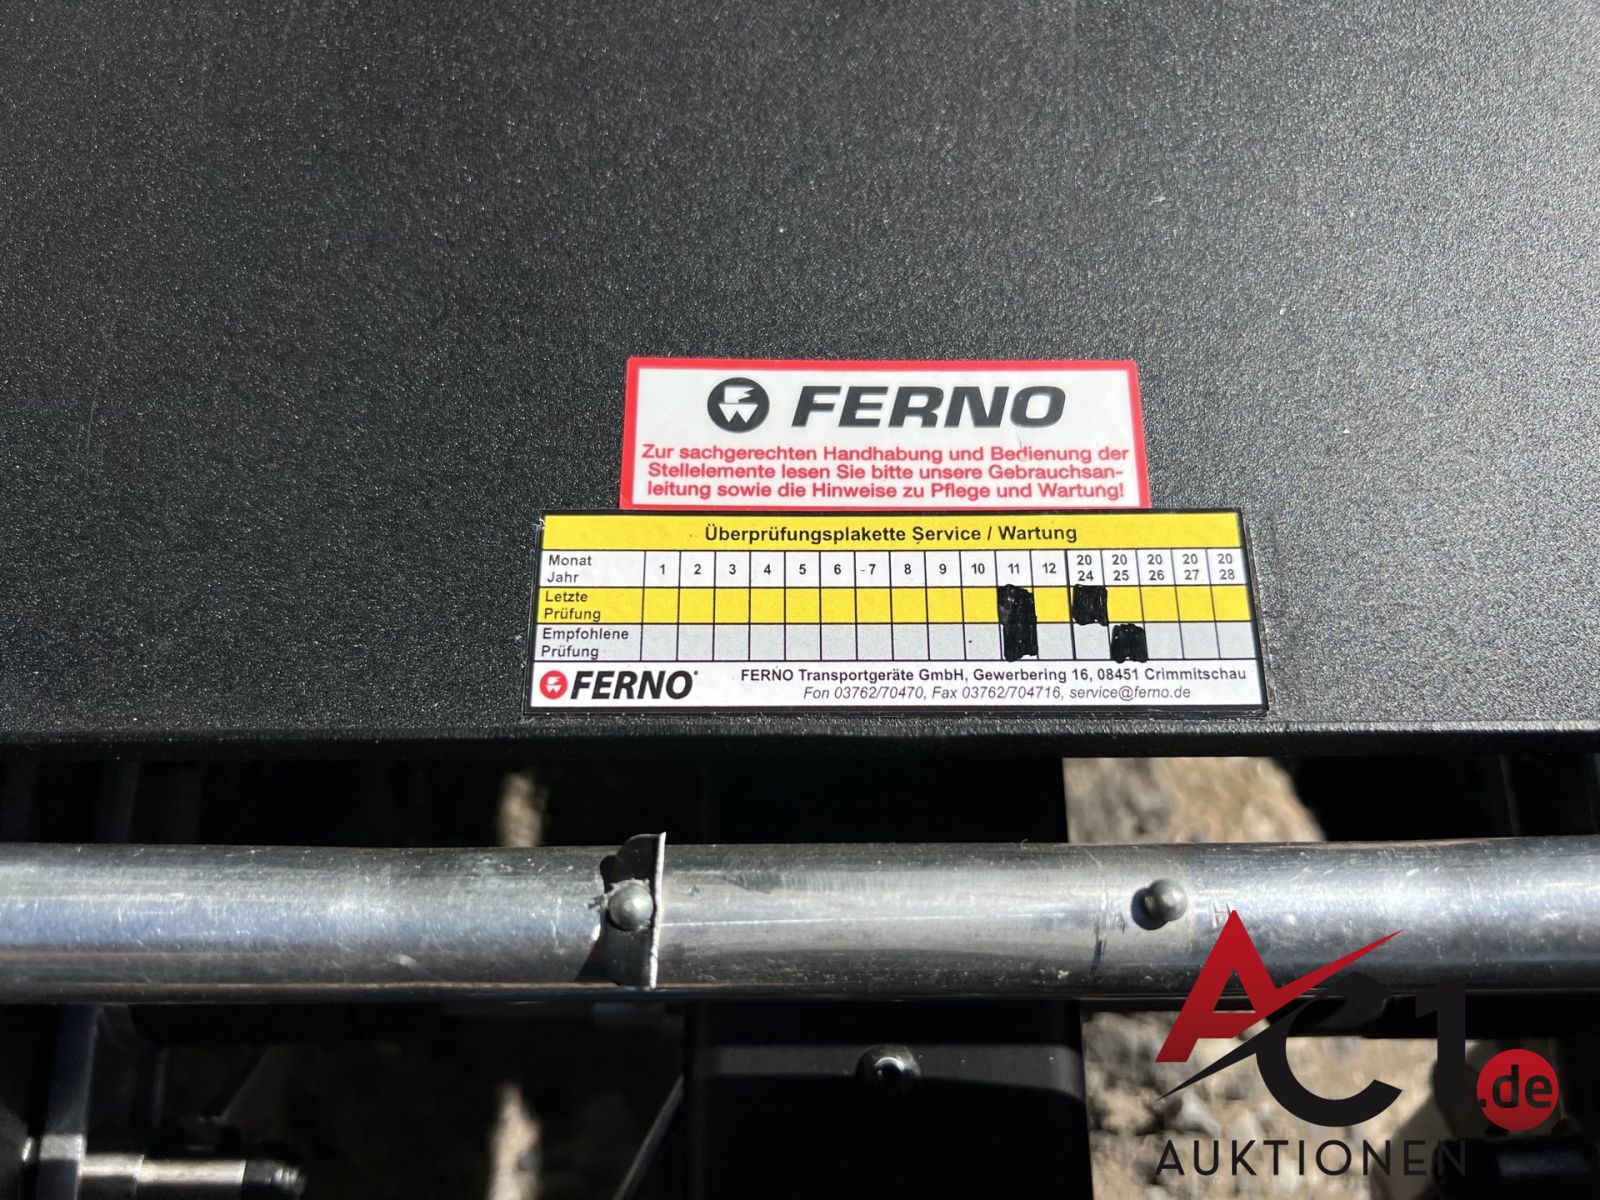 FERNO
Zur sachgerechten Handhabung und Bedienung der
Stellelemente lesen Sie bitte unsere Gebrauchsan-
leitung sowie die Hinweise zu Pflege und Wartung!
Überprüfungsplakette Service / Wartung
Monat
Jahr
1 2 3 4 5 6 7 8 9 10 11 12 20 24 20 25 20 26 20 27 20 28
Letzte
Prüfung
Empfohlene
Prüfung
FERNO
FERNO Transportgeräte GmbH, Gewerbering 16, 08451 Crimmitschau
Fon 03762/70470, Fax 03762/704716, service@ferno.de
H
AC1.de
AUKTIONEN